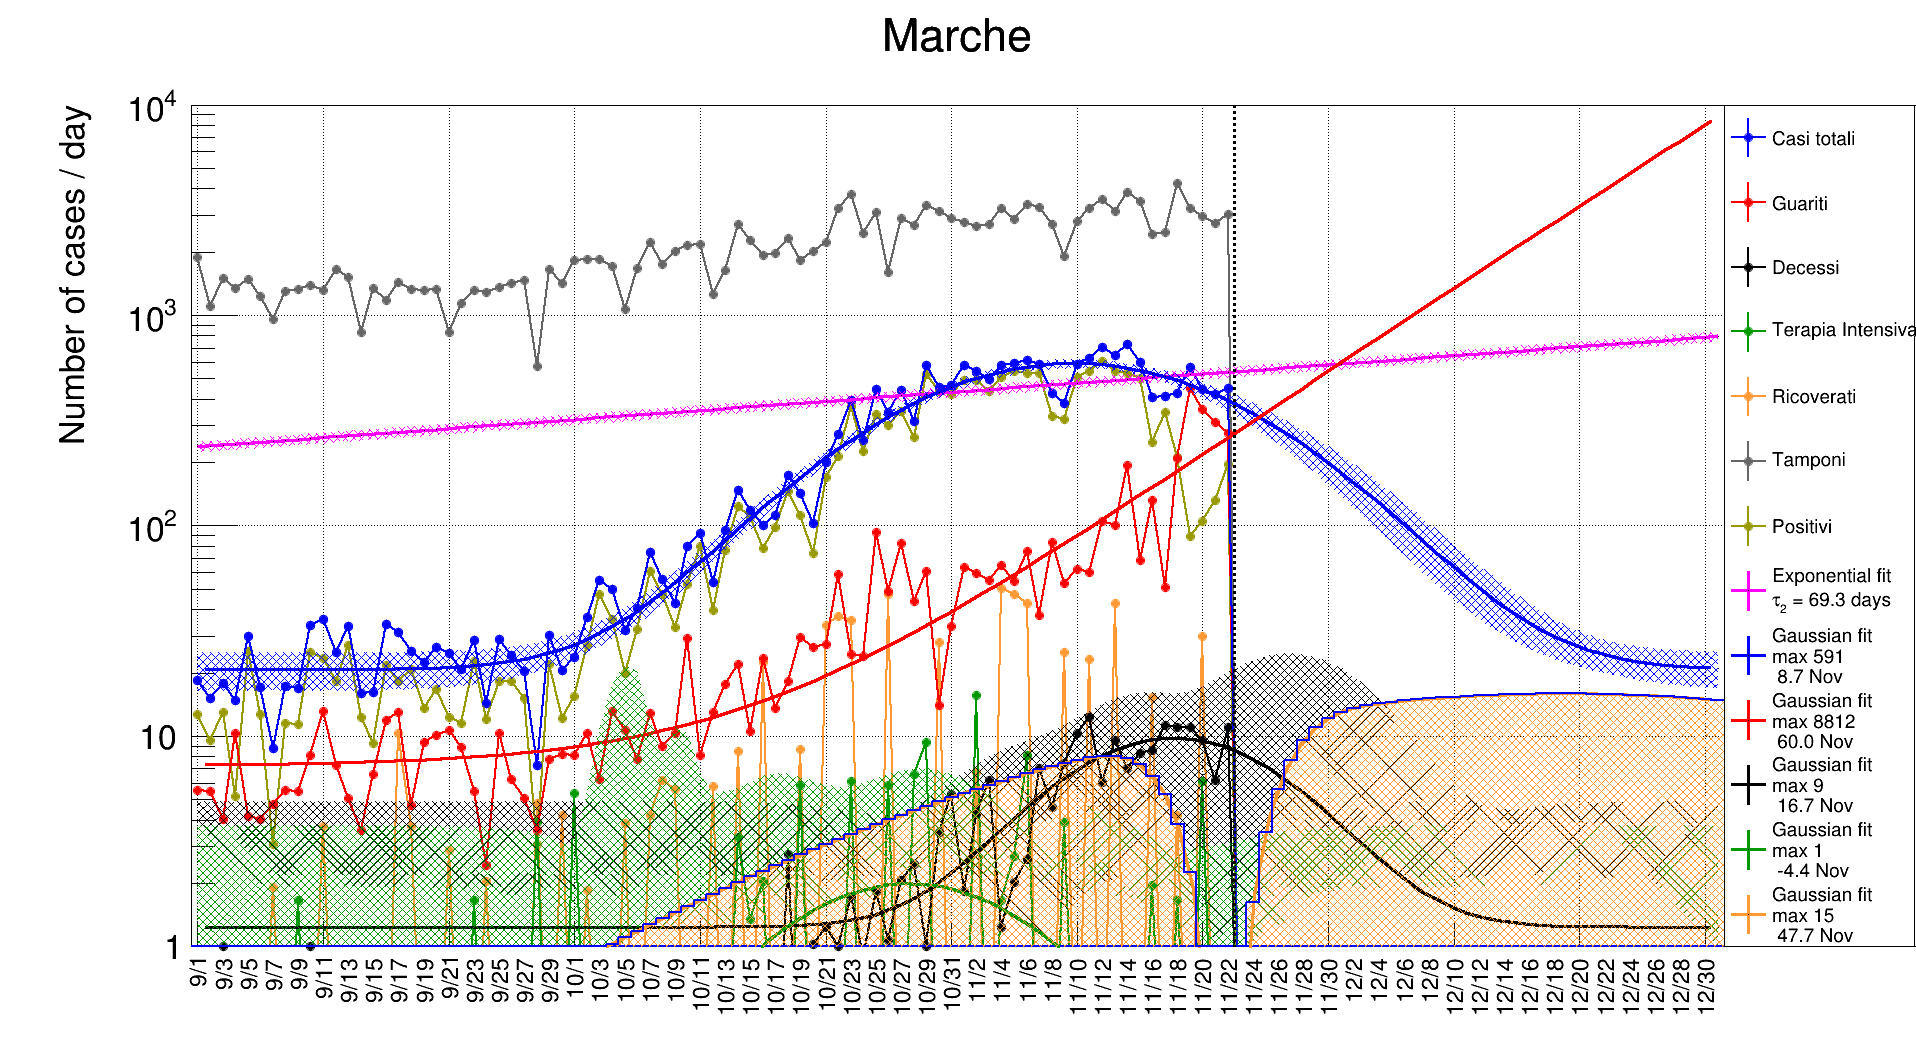 Marche
Number of cases / day
10^4
10^3
10^2
10
1
9/1
9/3
9/5
9/7
9/9
9/11
9/13
9/15
9/17
9/19
9/21
9/23
9/25
9/27
9/29
10/1
10/3
10/5
10/7
10/9
10/11
10/13
10/15
10/17
10/19
10/21
10/23
10/25
10/27
10/29
10/31
11/2
11/4
11/6
11/8
11/10
11/12
11/14
11/16
11/18
11/20
11/22
11/24
11/26
11/28
11/30
12/2
12/4
12/6
12/8
12/10
12/12
12/14
12/16
12/18
12/20
12/22
12/24
12/26
12/28
12/30
Casi totali
Guariti
Decessi
Terapia Intensiva
Ricoverati
Tamponi
Positivi
Exponential fit
τ_2 = 69.3 days
Gaussian fit
max 591
8.7 Nov
Gaussian fit
max 8812
60.0 Nov
Gaussian fit
max 9
16.7 Nov
Gaussian fit
max 1
-4.4 Nov
Gaussian fit
max 15
47.7 Nov